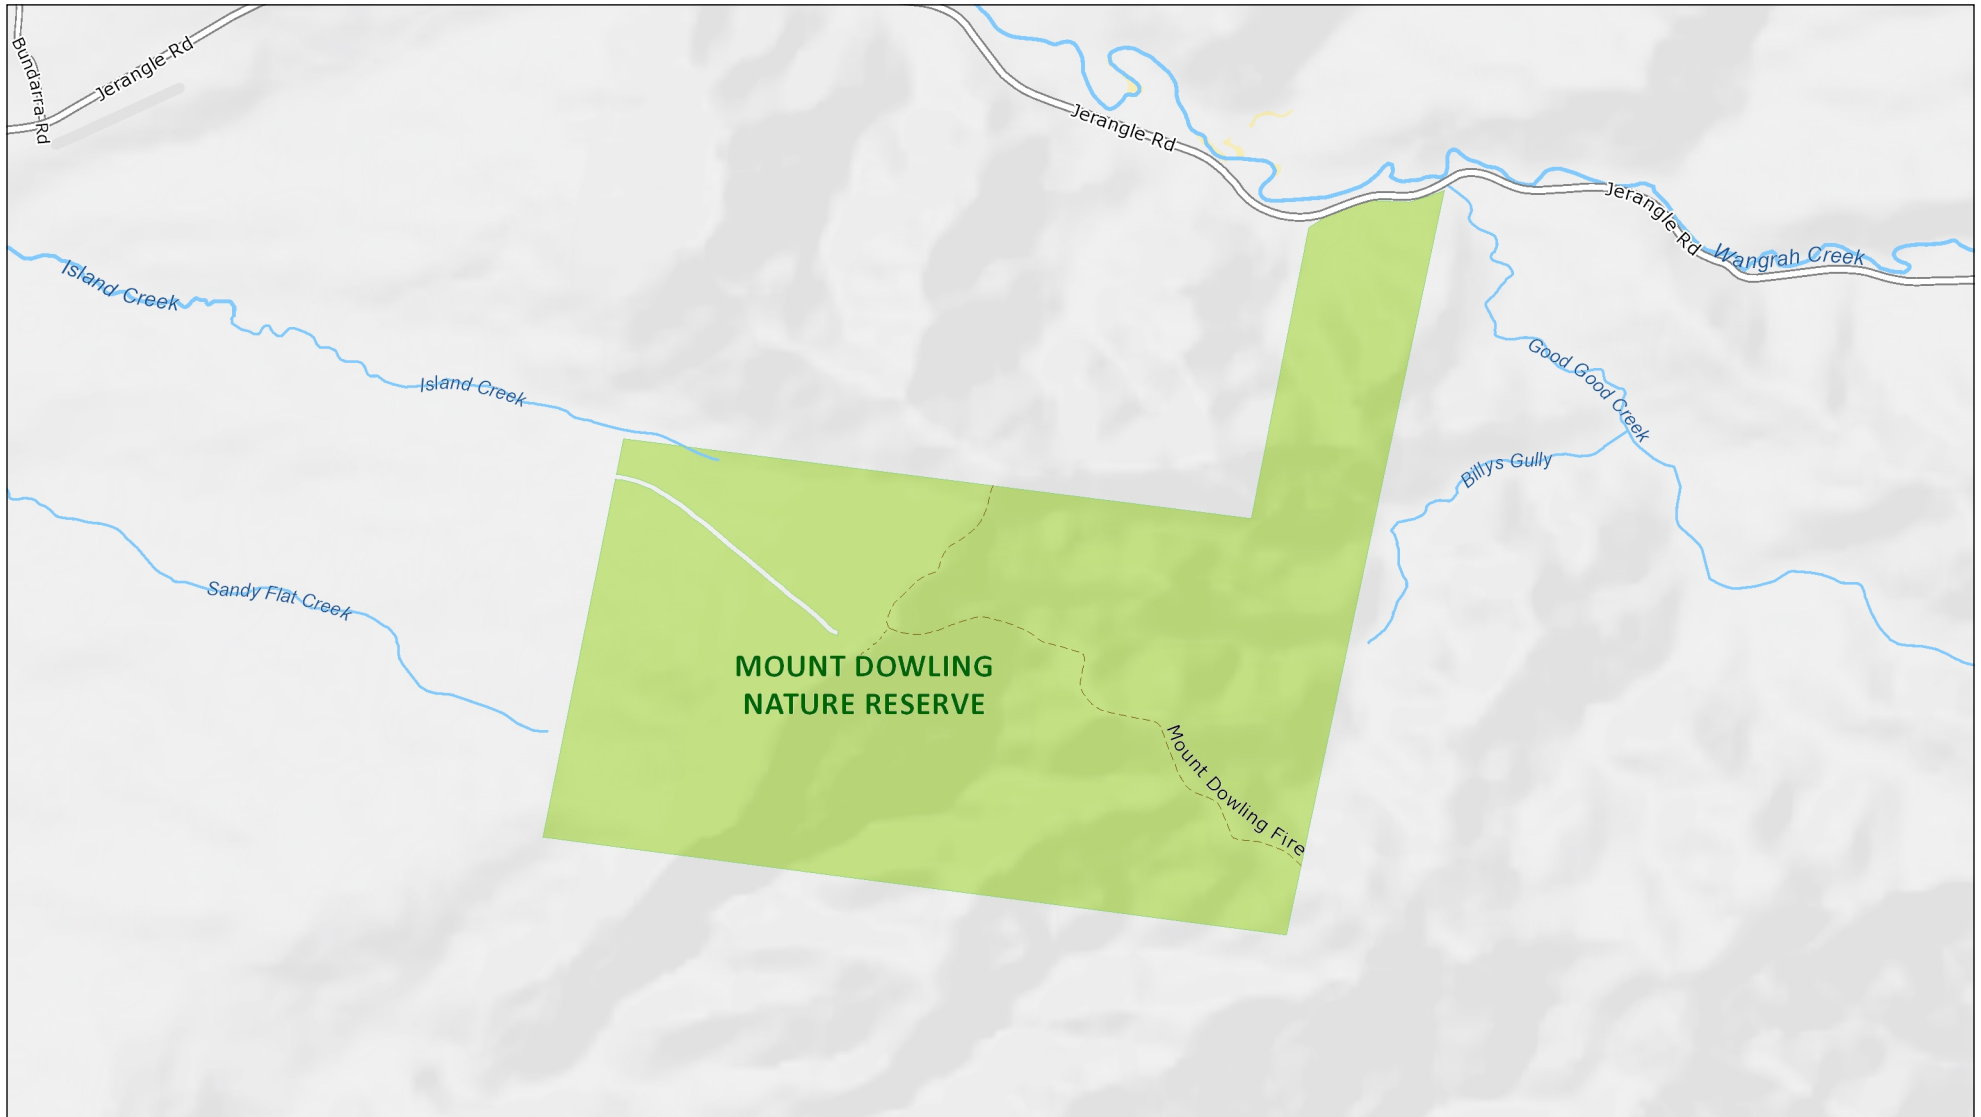 Bundarra Rd
Jerangle Rd
Jerangle Rd
Jerangle Rd
Wangrah Creek
Island Creek
Island Creek
Good Good Creek
Billys Gully
Sandy Flat Creek
MOUNT DOWLING
NATURE RESERVE
Mount Dowling Fire